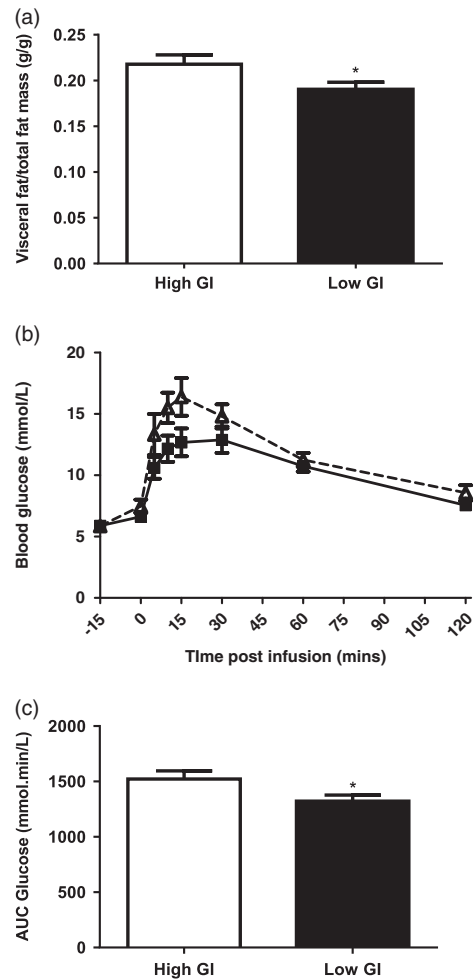 (a)
Visceral fat/total fat mass (g/g)
0.25
0.20
0.15
0.10
0.05
0.00
*
High GI
Low GI
(b)
Blood glucose (mmol/L)
20
15
10
5
0
-15
0
15
30
45
60
75
90
105
120
TIme post infusion (mins)
(c)
AUC Glucose (mmol.min/L)
2000
1500
1000
500
0
*
High GI
Low GI